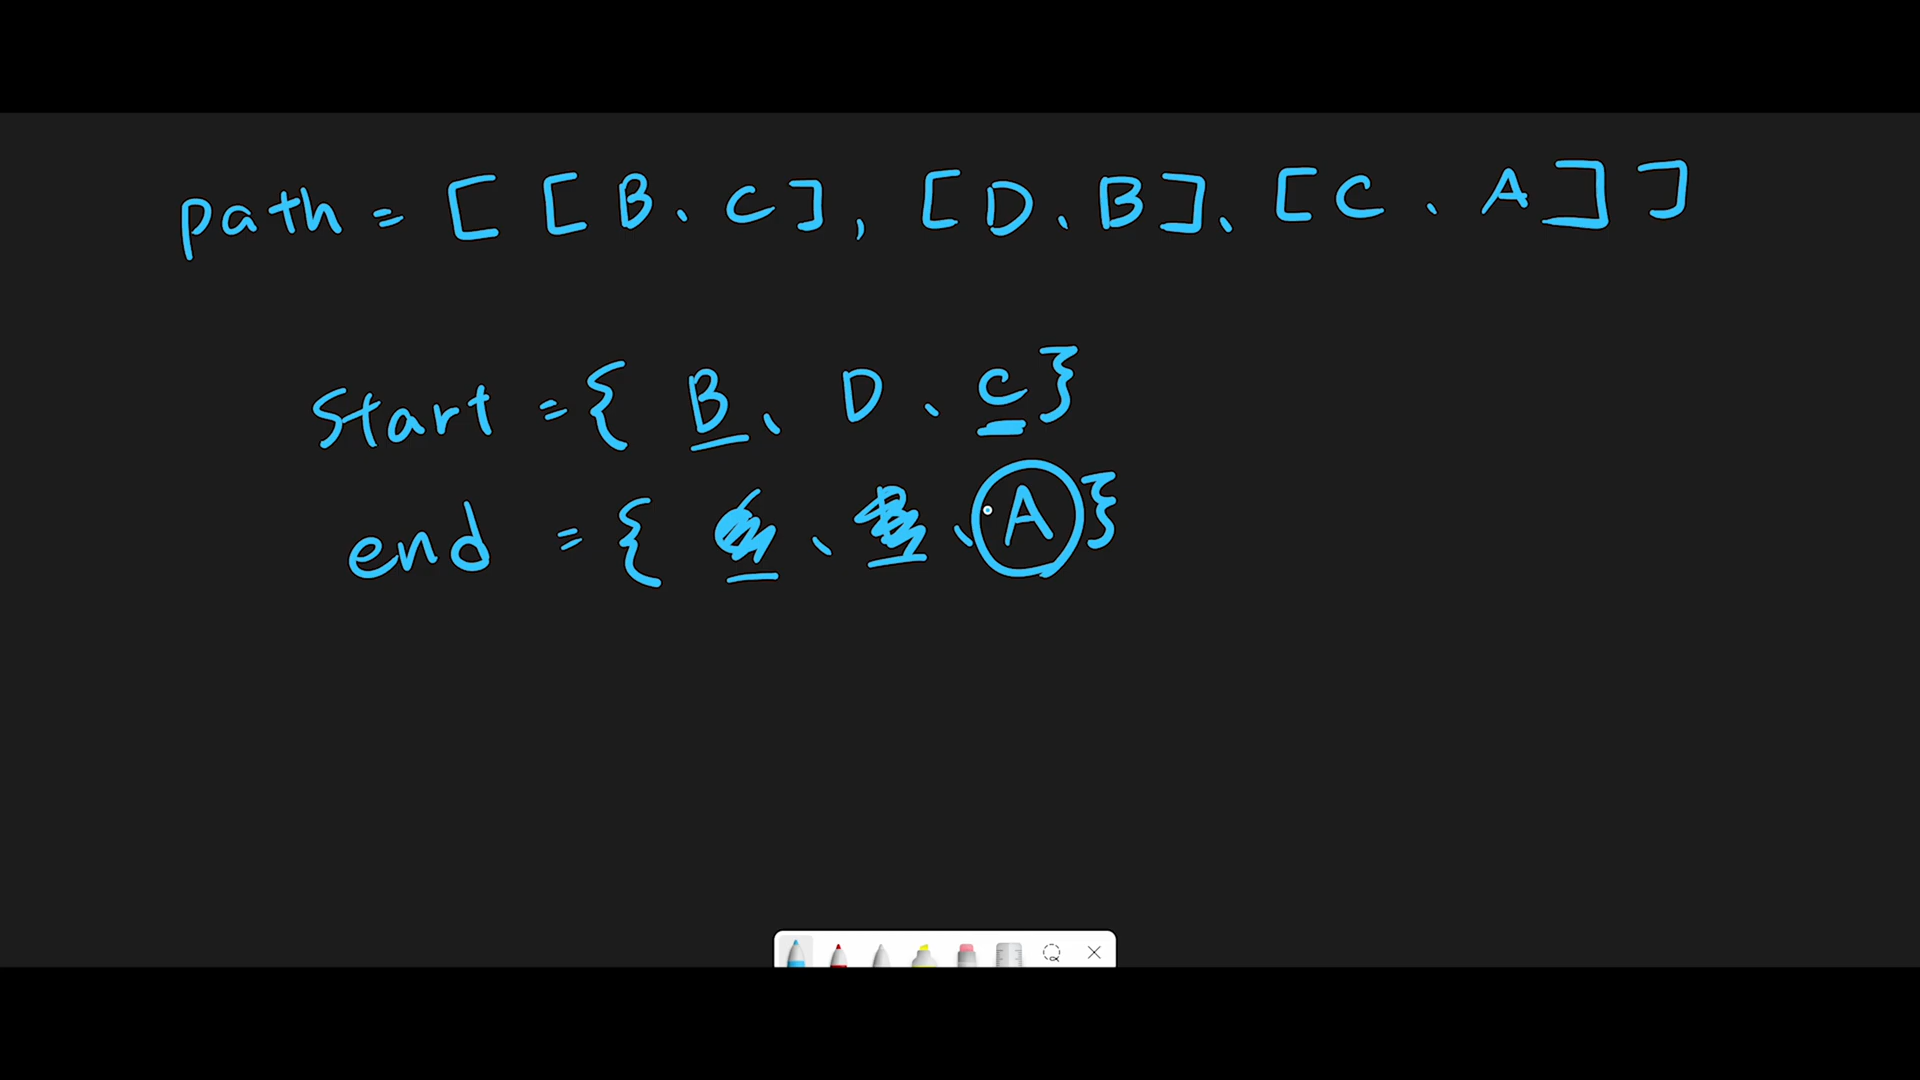 path = [ [ B . C ] , [ D . B ] 、 [ C . A ] ]
Start = { B 、 D 、 C }
end = { 、 、 A }